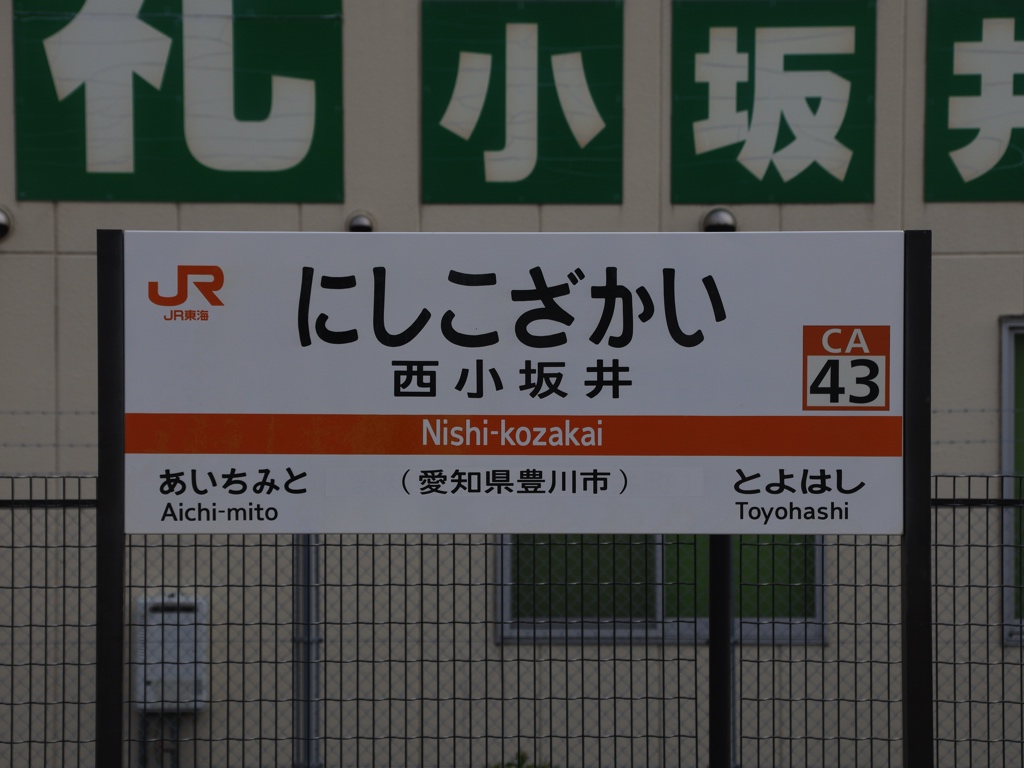 礼 小 坂 井
JR
JR東海
にしこざかい
西小坂井
CA
43
Nishi-kozakai
あいちみと
Aichi-mito
（愛知県豊川市）
とよはし
Toyohashi